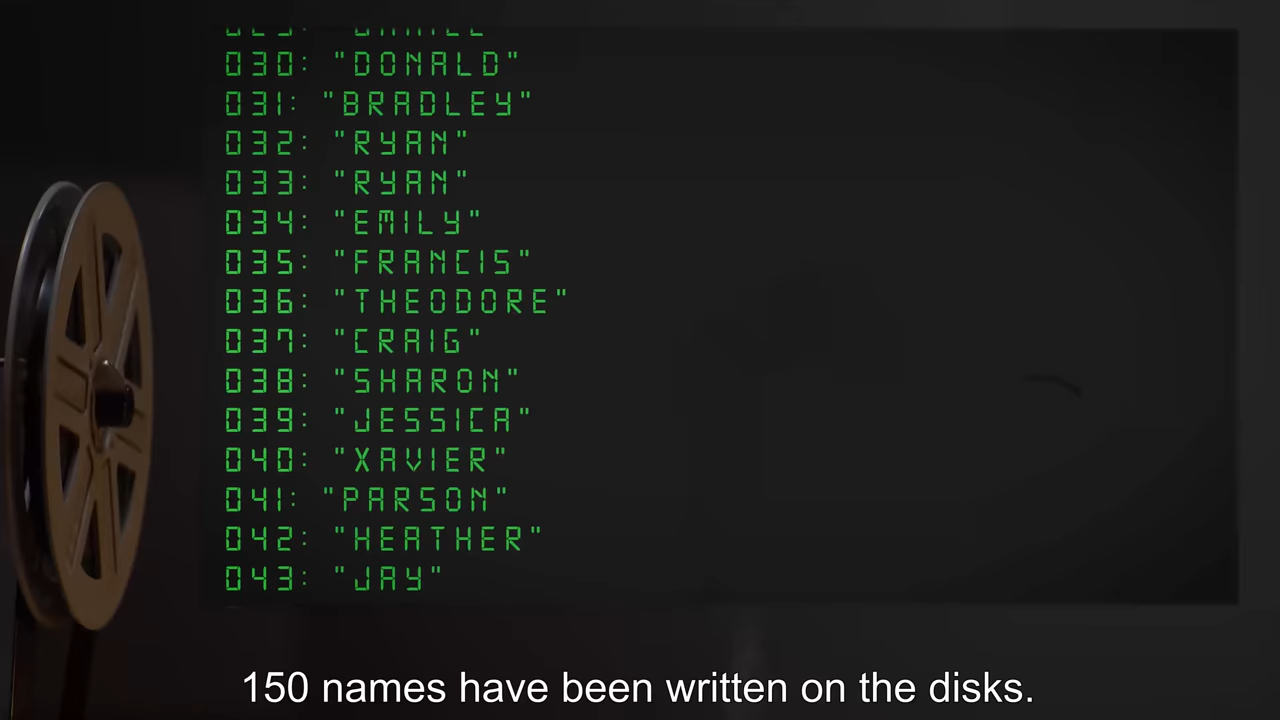 030: "DONALD"
031: "BRADLEY"
032: "RYAN"
033: "RYAN"
034: "EMILY"
035: "FRANCIS"
036: "THEODORE"
037: "CRAIG"
038: "SHARON"
039: "JESSICA"
040: "XAVIER"
041: "PARSON"
042: "HEATHER"
043: "JAY"
150 names have been written on the disks.